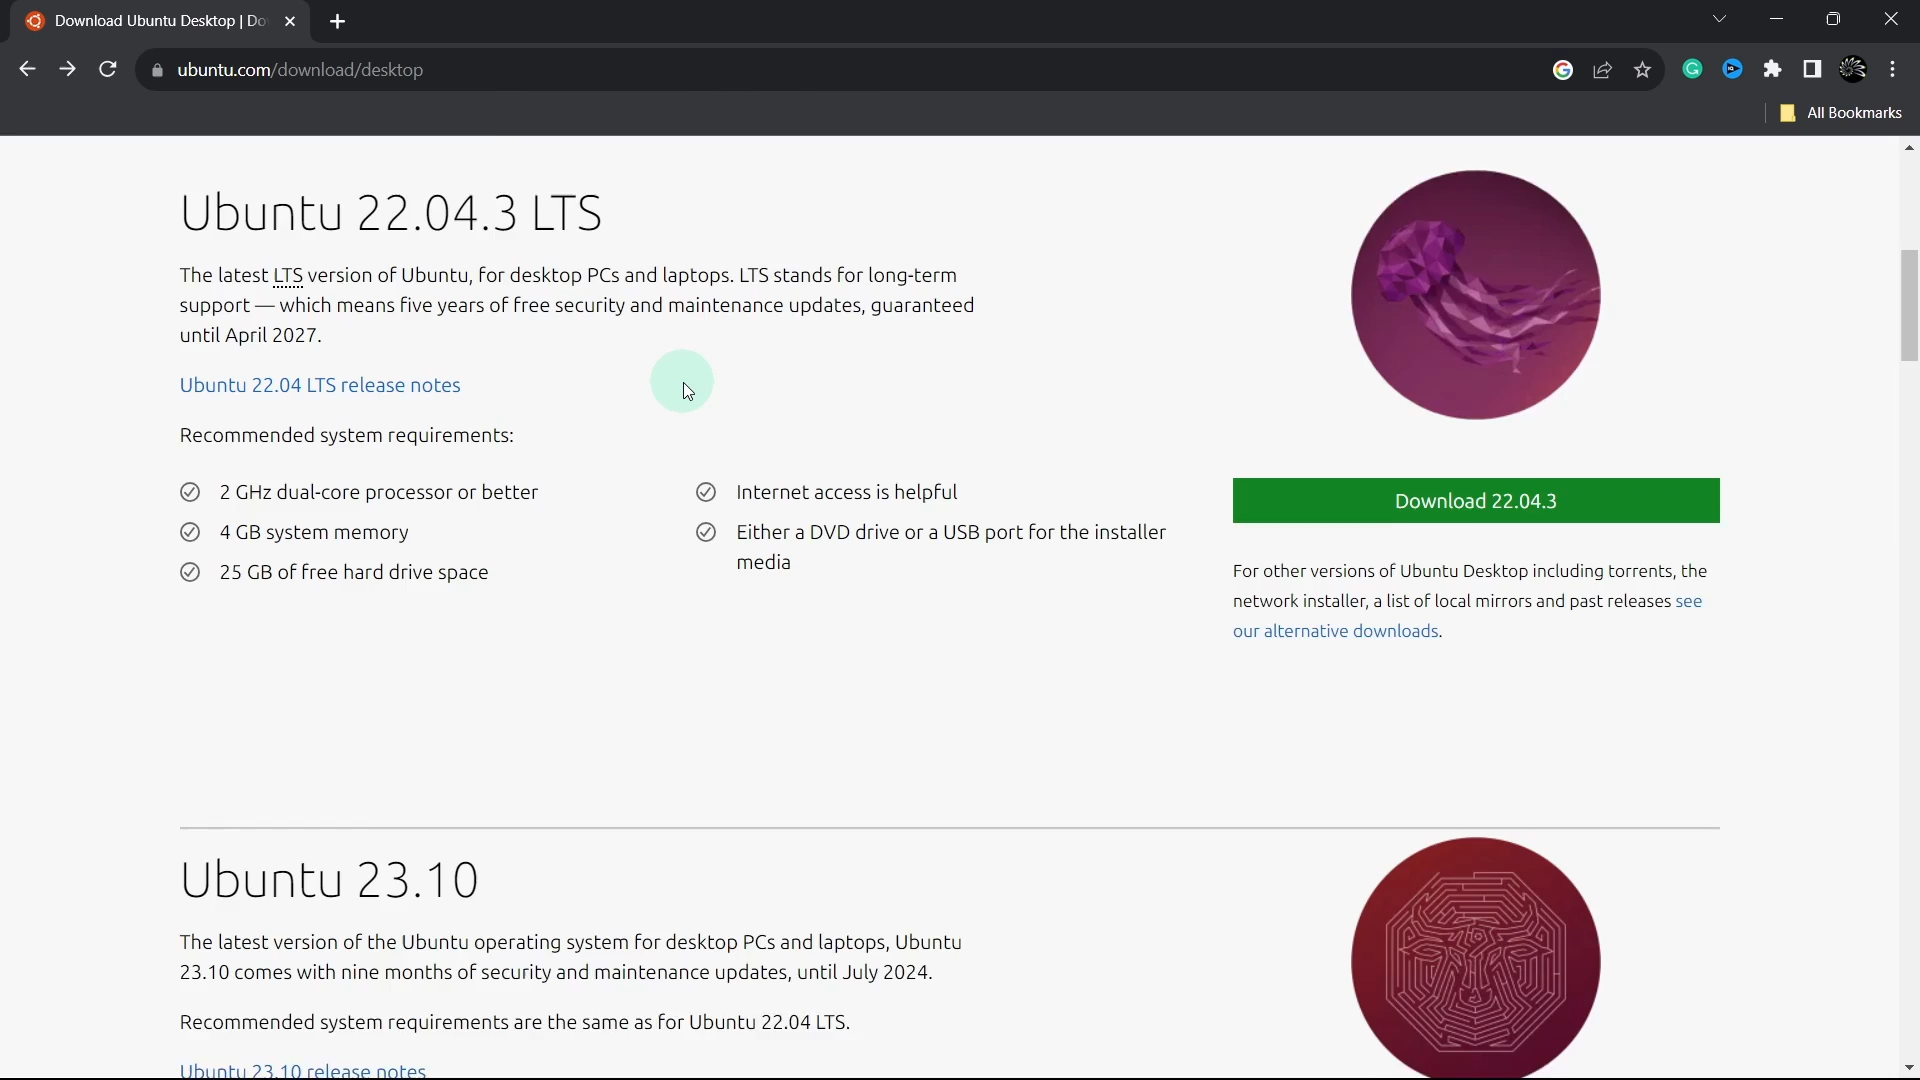 Download Ubuntu Desktop | Do
ubuntu.com/download/desktop
All Bookmarks
Ubuntu 22.04.3 LTS
The latest LTS version of Ubuntu, for desktop PCs and laptops. LTS stands for long-term
support — which means five years of free security and maintenance updates, guaranteed
until April 2027.
Ubuntu 22.04 LTS release notes
Recommended system requirements:
2 GHz dual-core processor or better
4 GB system memory
25 GB of free hard drive space
Internet access is helpful
Either a DVD drive or a USB port for the installer
media
Download 22.04.3
For other versions of Ubuntu Desktop including torrents, the
network installer, a list of local mirrors and past releases see
our alternative downloads.
Ubuntu 23.10
The latest version of the Ubuntu operating system for desktop PCs and laptops, Ubuntu
23.10 comes with nine months of security and maintenance updates, until July 2024.
Recommended system requirements are the same as for Ubuntu 22.04 LTS.
Ubuntu 23.10 release notes